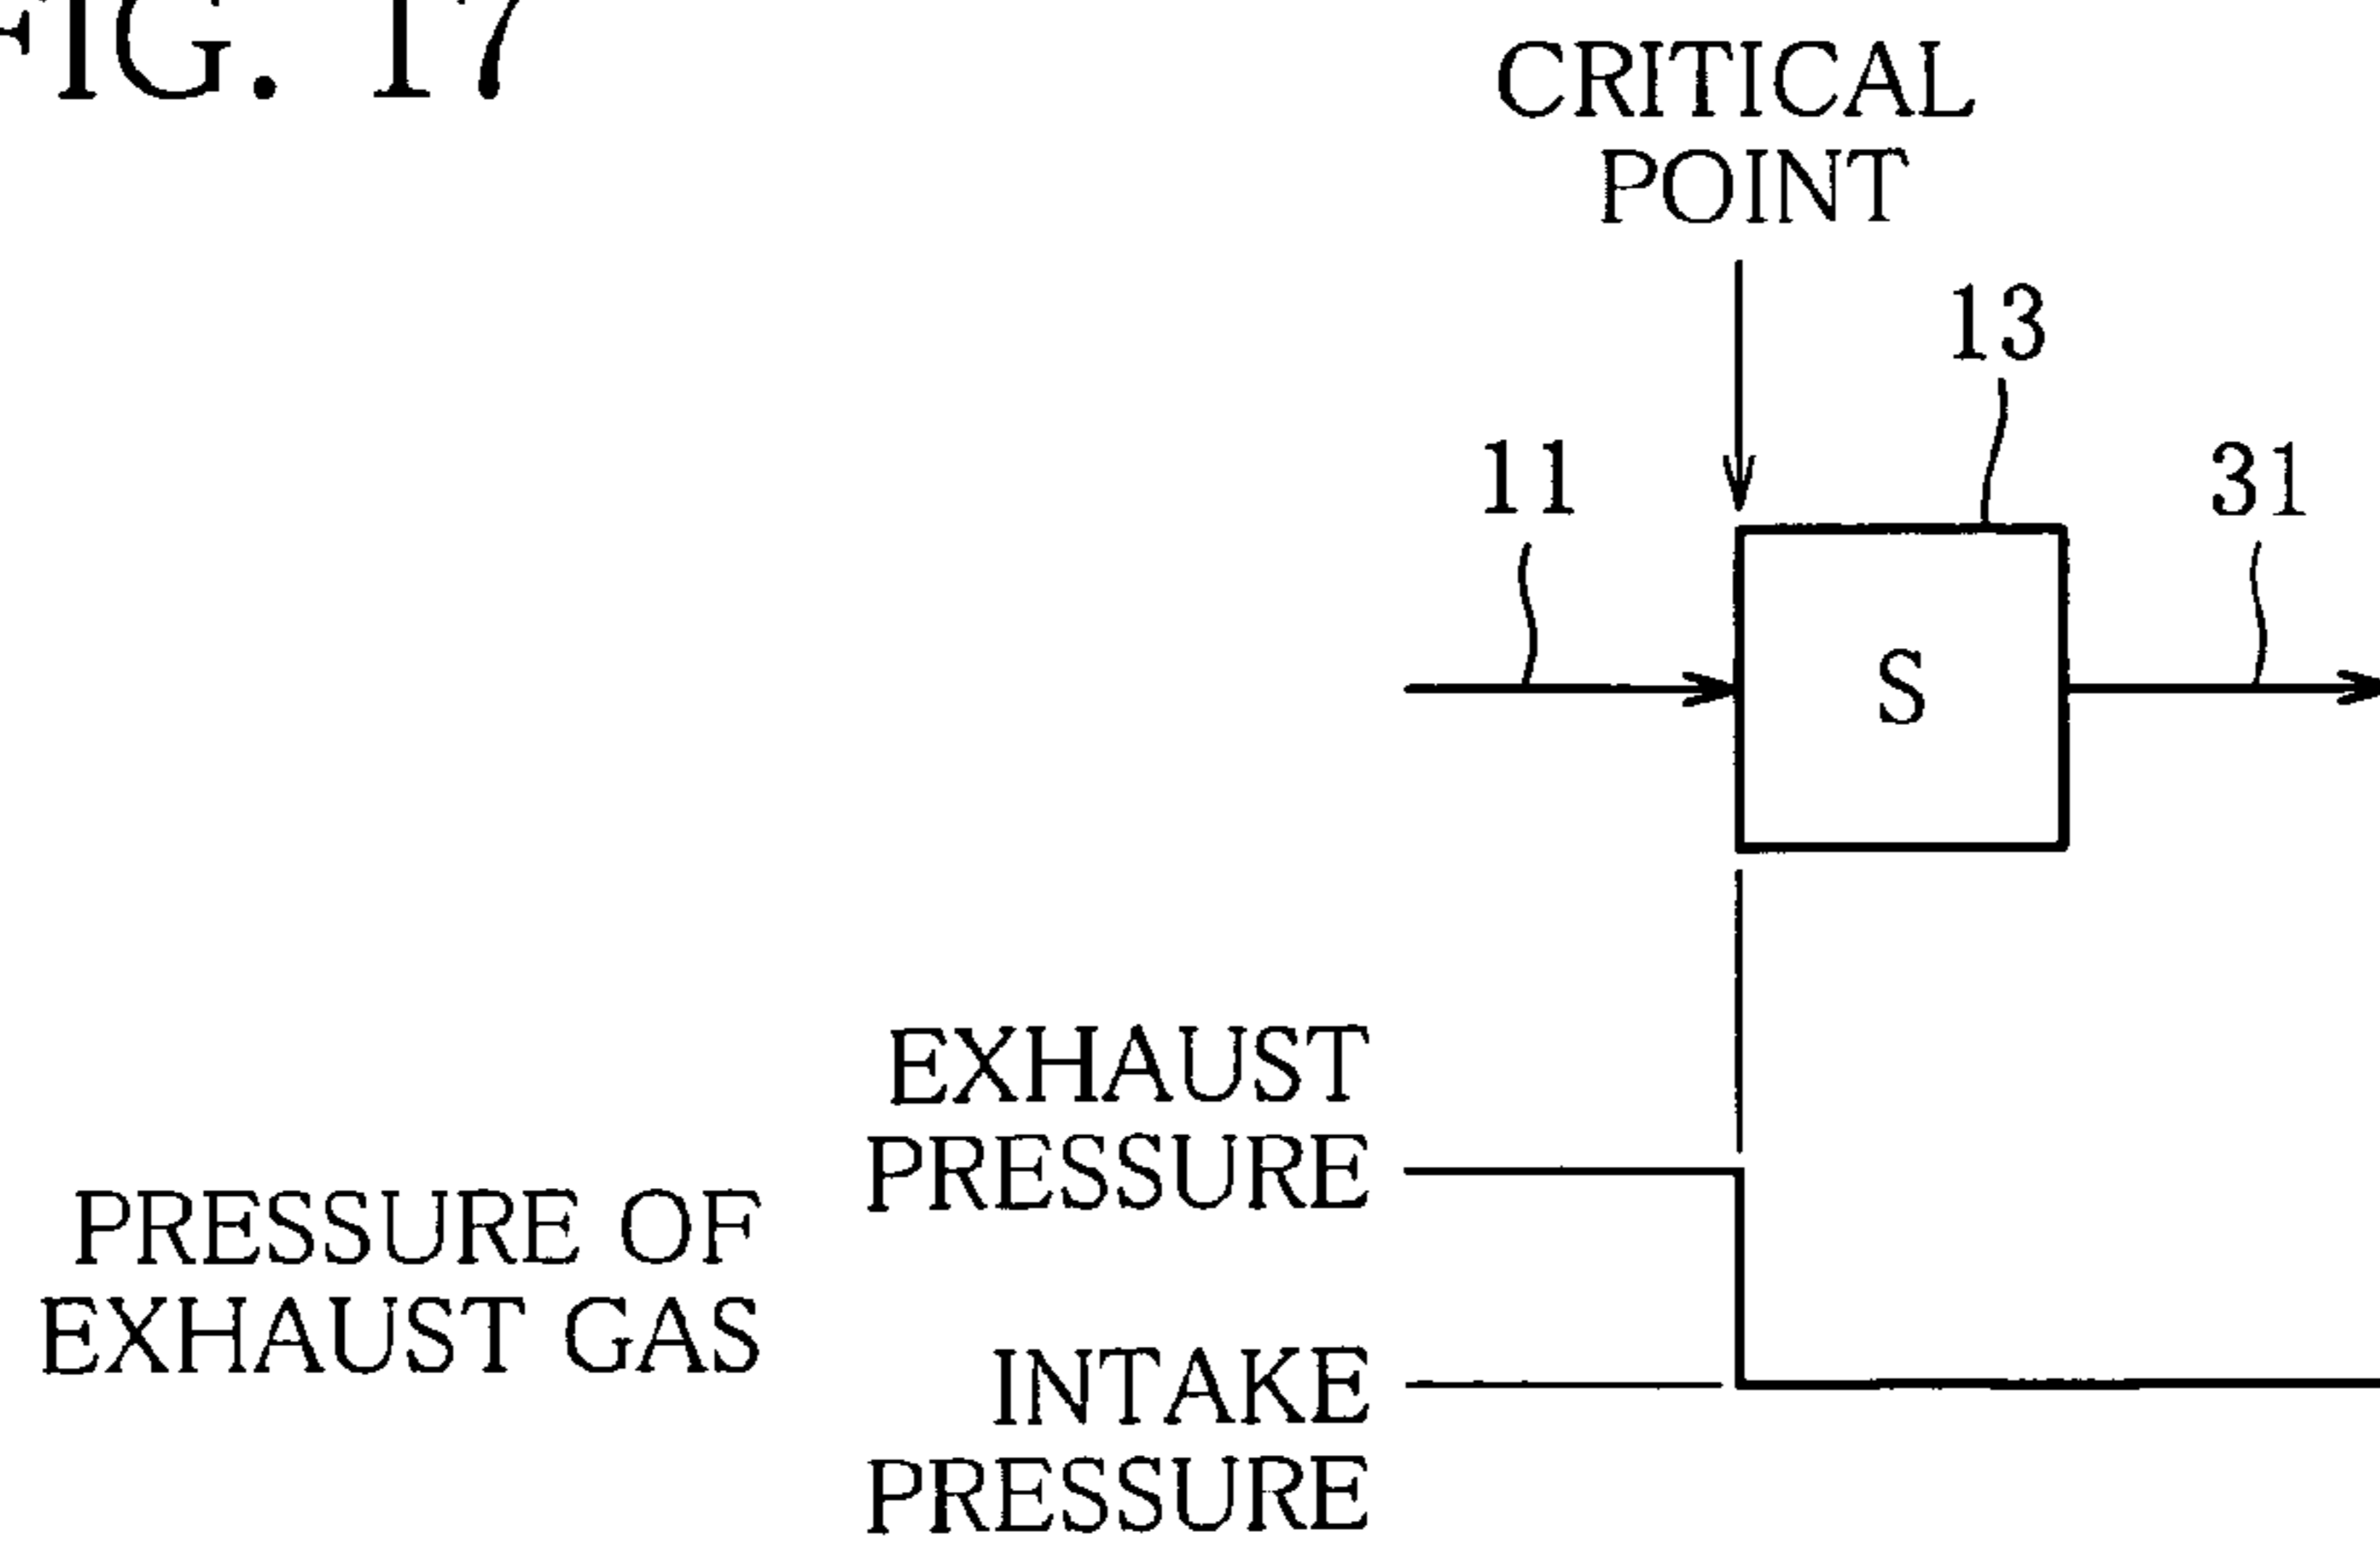 FIG. 17
CRITICAL
POINT
13
11
31
S
EXHAUST
PRESSURE
PRESSURE OF
EXHAUST GAS
INTAKE
PRESSURE